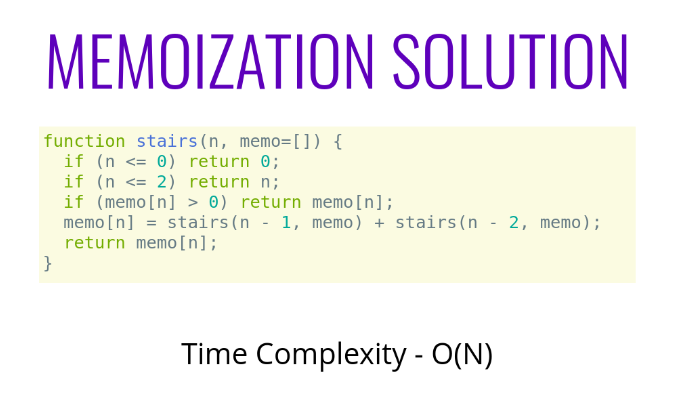 MEMOIZATION SOLUTION
function stairs(n, memo=[]) {
  if (n <= 0) return 0;
  if (n <= 2) return n;
  if (memo[n] > 0) return memo[n];
  memo[n] = stairs(n - 1, memo) + stairs(n - 2, memo);
  return memo[n];
}
Time Complexity - O(N)